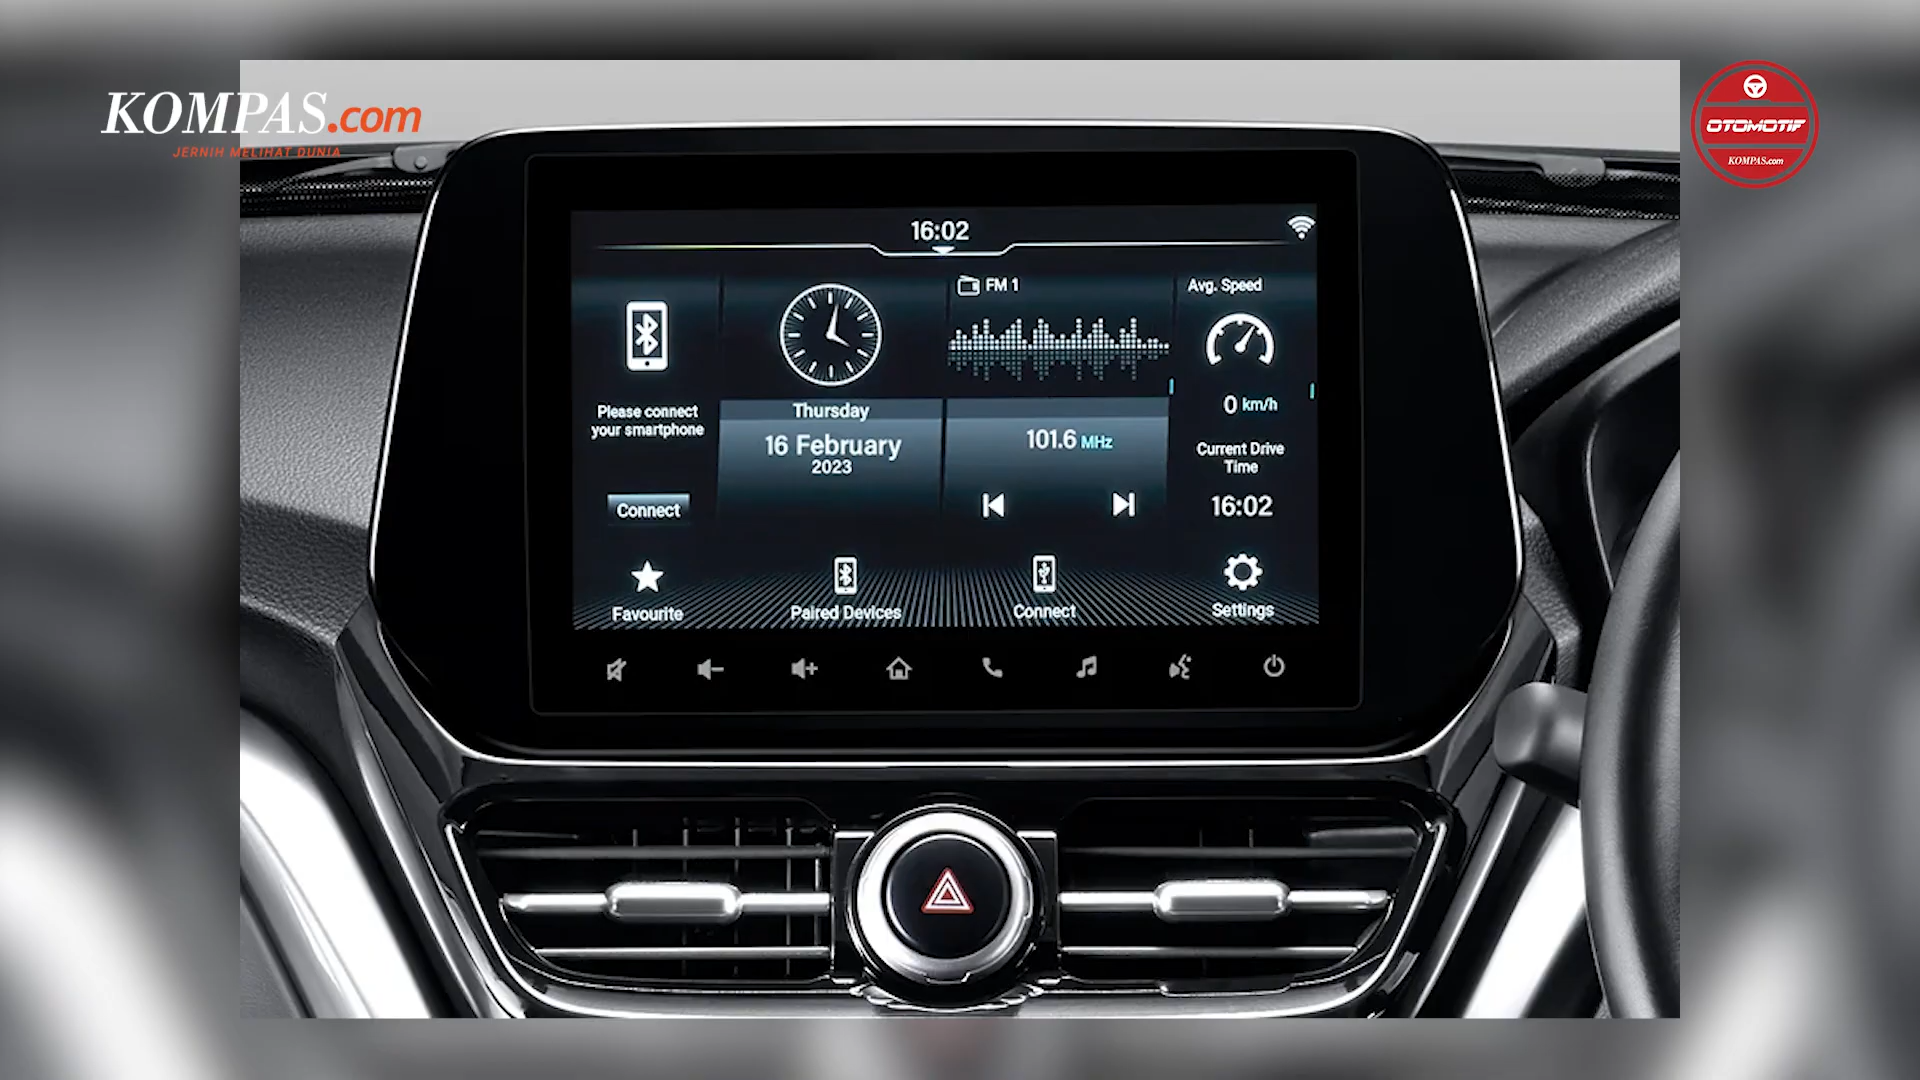 KOMPAS.com
JERNIH MELIHAT DUNIA
OTOMOTIF
KOMPAS.com
16:02
FM 1
Avg. Speed
Please connect
your smartphone
Connect
Thursday
16 February
2023
101.6 MHz
0 km/h
Current Drive
Time
16:02
Favourite
Paired Devices
Connect
Settings